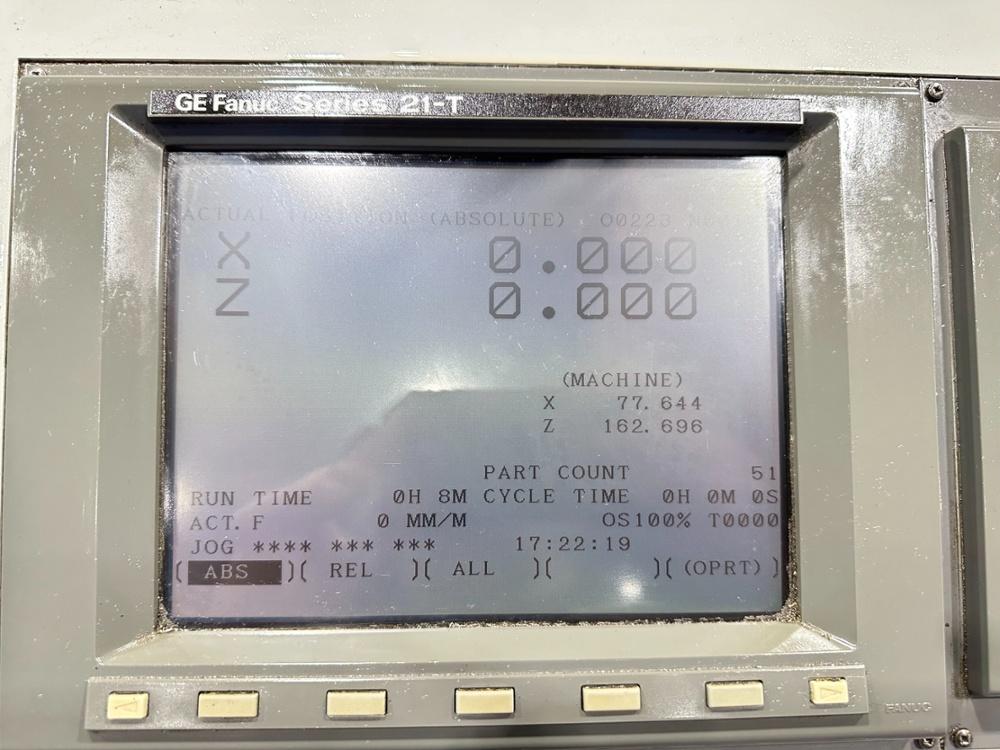 GE Fanuc Series 21-T
ACTUAL POSITION (ABSOLUTE) O0223
X 0.000
Z 0.000
(MACHINE)
X 77.644
Z 162.696
PART COUNT 51
RUN TIME 0H 8M CYCLE TIME 0H 0M 0S
ACT. F 0 MM/M OS100% T0000
JOG **** *** *** 17:22:19
( ABS )( REL )( ALL )( )( (OPRT) )
FANUC